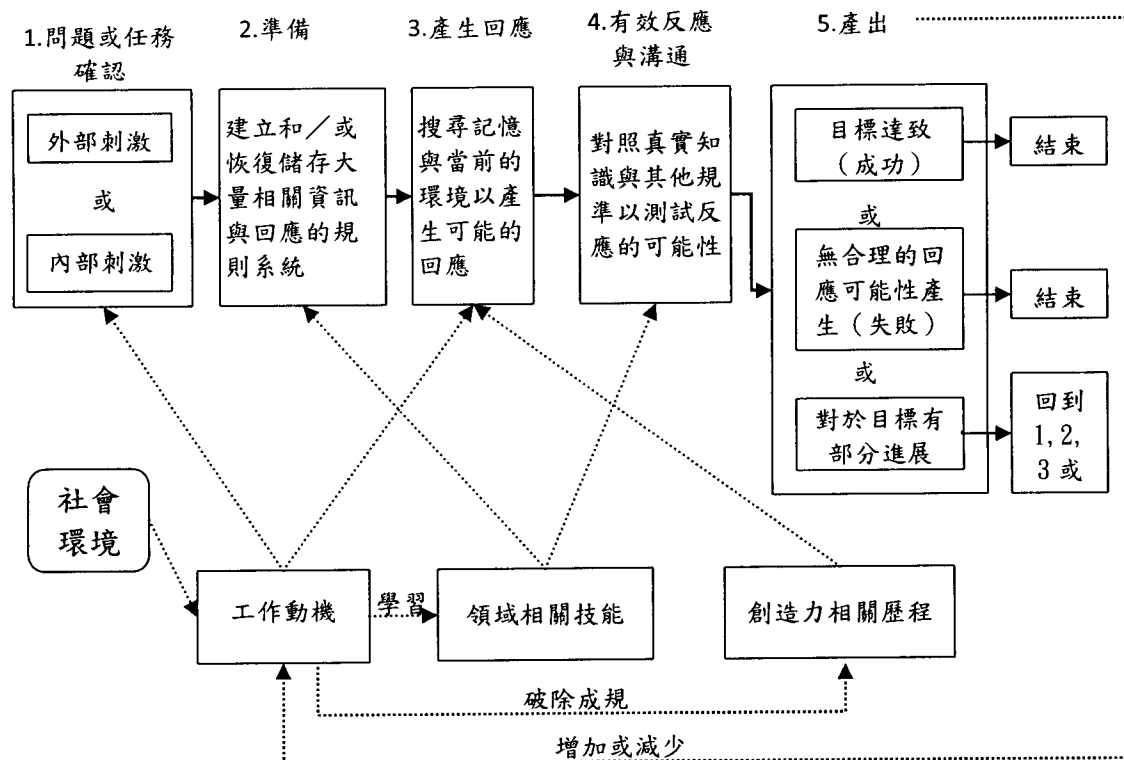 1.問題或任務
確認
2.準備
3.產生回應
4.有效反應
與溝通
5.產出
外部刺激
或
內部刺激
建立和／或
恢復儲存大
量相關資訊
與回應的規
則系統
搜尋記憶
與當前的
環境以產
生可能的
回應
對照真實知
識與其他規
準以測試反
應的可能性
目標達致
（成功）
或
無合理的回
應可能性產
生（失敗）
或
對於目標有
部分進展
結束
結束
回到
1,2,
3 或
社會
環境
工作動機
學習
領域相關技能
創造力相關歷程
破除成規
增加或減少